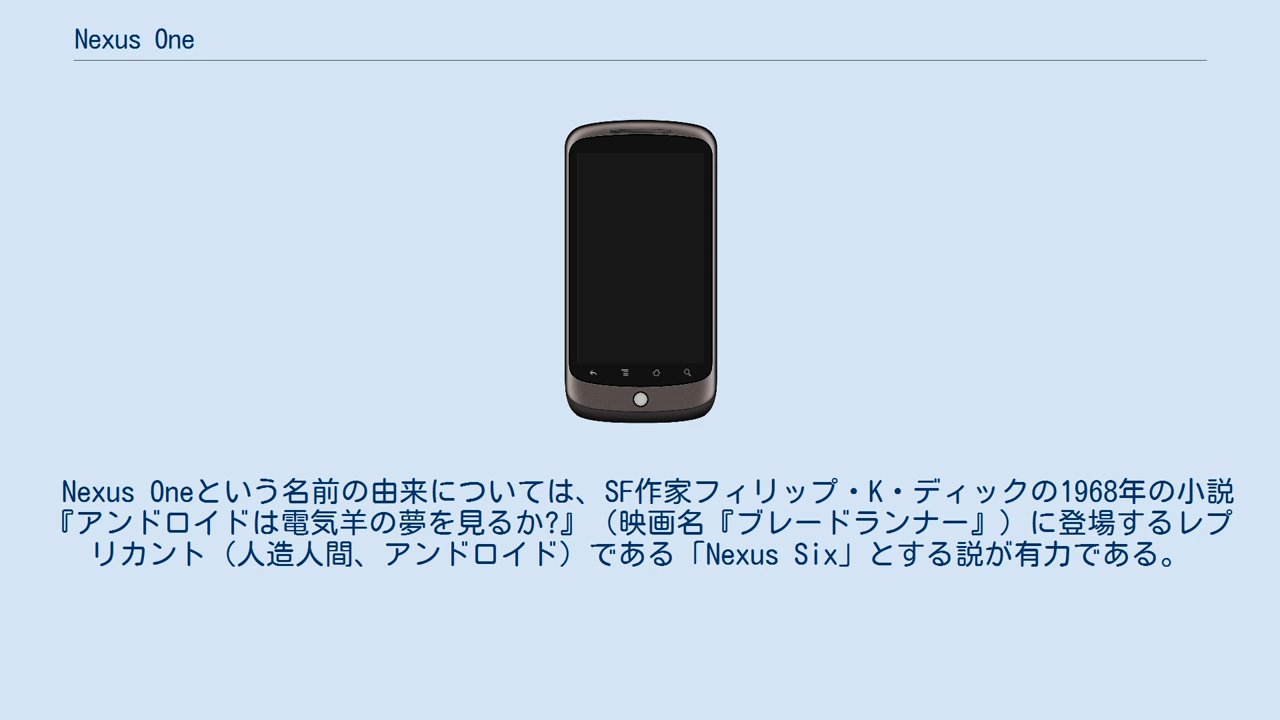 Nexus One
Nexus Oneという名前の由来については、SF作家フィリップ・K・ディックの1968年の小説
『アンドロイドは電気羊の夢を見るか?』（映画名『ブレードランナー』）に登場するレプ
リカント（人造人間、アンドロイド）である「Nexus Six」とする説が有力である。